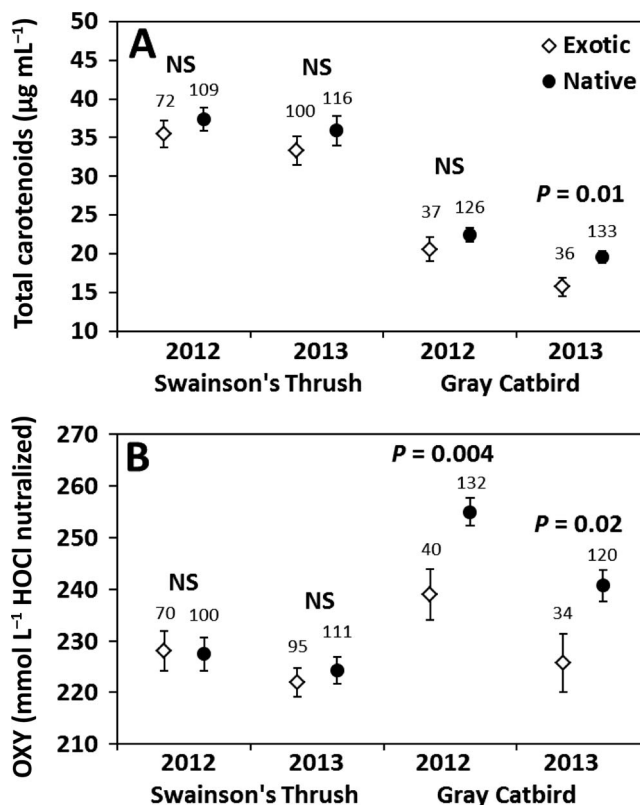 50
A
Exotic
45
NS
NS
Native
109
116
40
72
100
35
NS
P = 0.01
30
126
133
25
37
36
20
15
10
Total carotenoids (µg mL⁻¹)
2012 2013 2012 2013
Swainson's Thrush Gray Catbird
270
B
P = 0.004
132
260
P = 0.02
250
40
120
240
NS
NS
34
70 100
95 111
230
220
210
OXY (mmol L⁻¹ HOCl nutralized)
2012 2013 2012 2013
Swainson's Thrush Gray Catbird